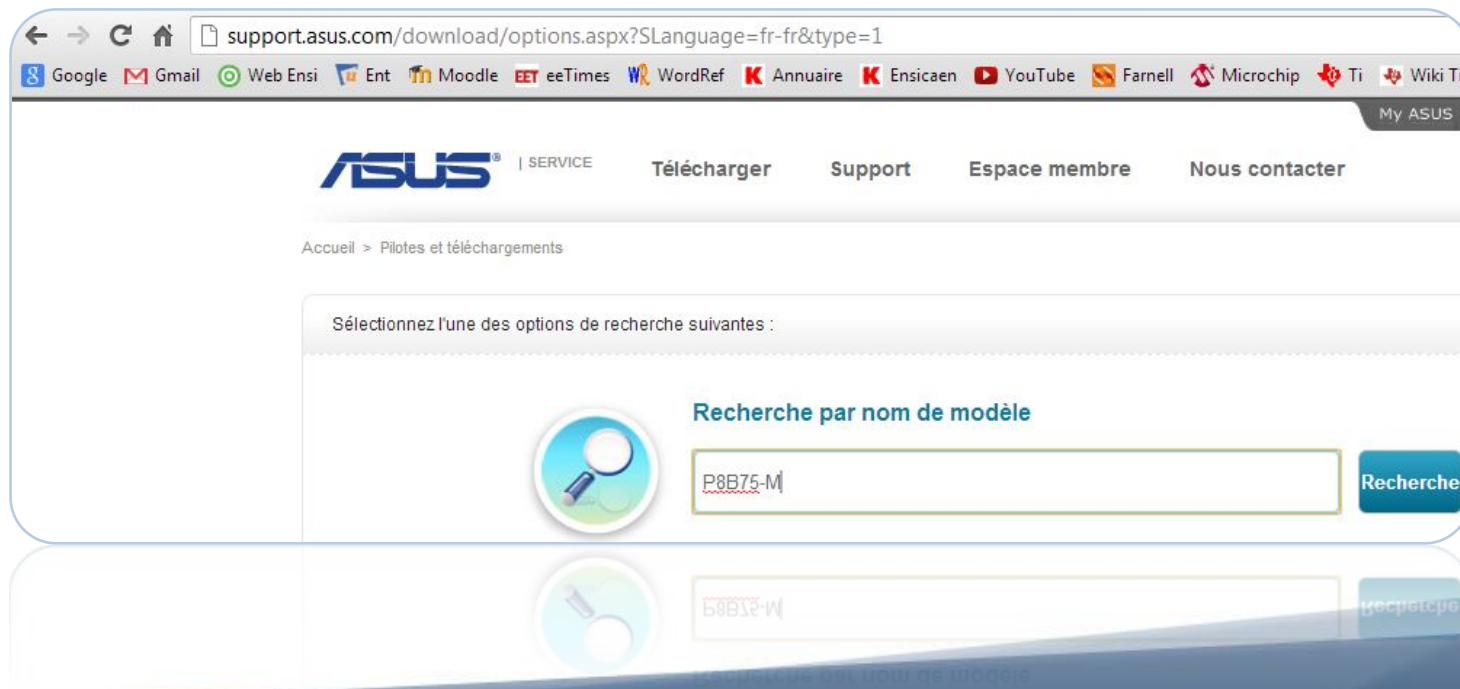 support.asus.com/download/options.aspx?SLanguage=fr-fr&type=1
Google Gmail Web Ensi Ent Moodle EET eeTimes WordRef Annuaire Ensicaen YouTube Farnell Microchip Ti Wiki Ti
My ASUS
ASUS® | SERVICE Télécharger Support Espace membre Nous contacter
Accueil > Pilotes et téléchargements
Sélectionnez l'une des options de recherche suivantes :
Recherche par nom de modèle
P8B75-M
Recherche